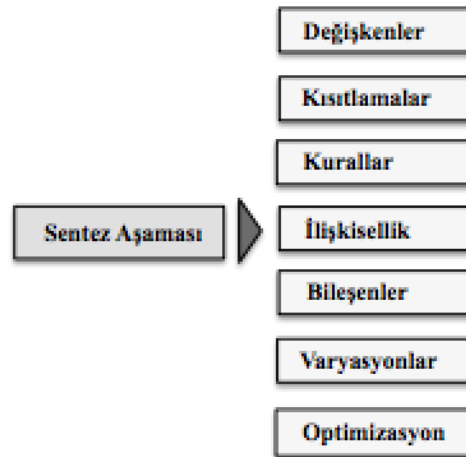 Değişkenler
Kısıtlamalar
Kurallar
Sentez Aşaması
İlişkisellik
Bileşenler
Varyasyonlar
Optimizasyon